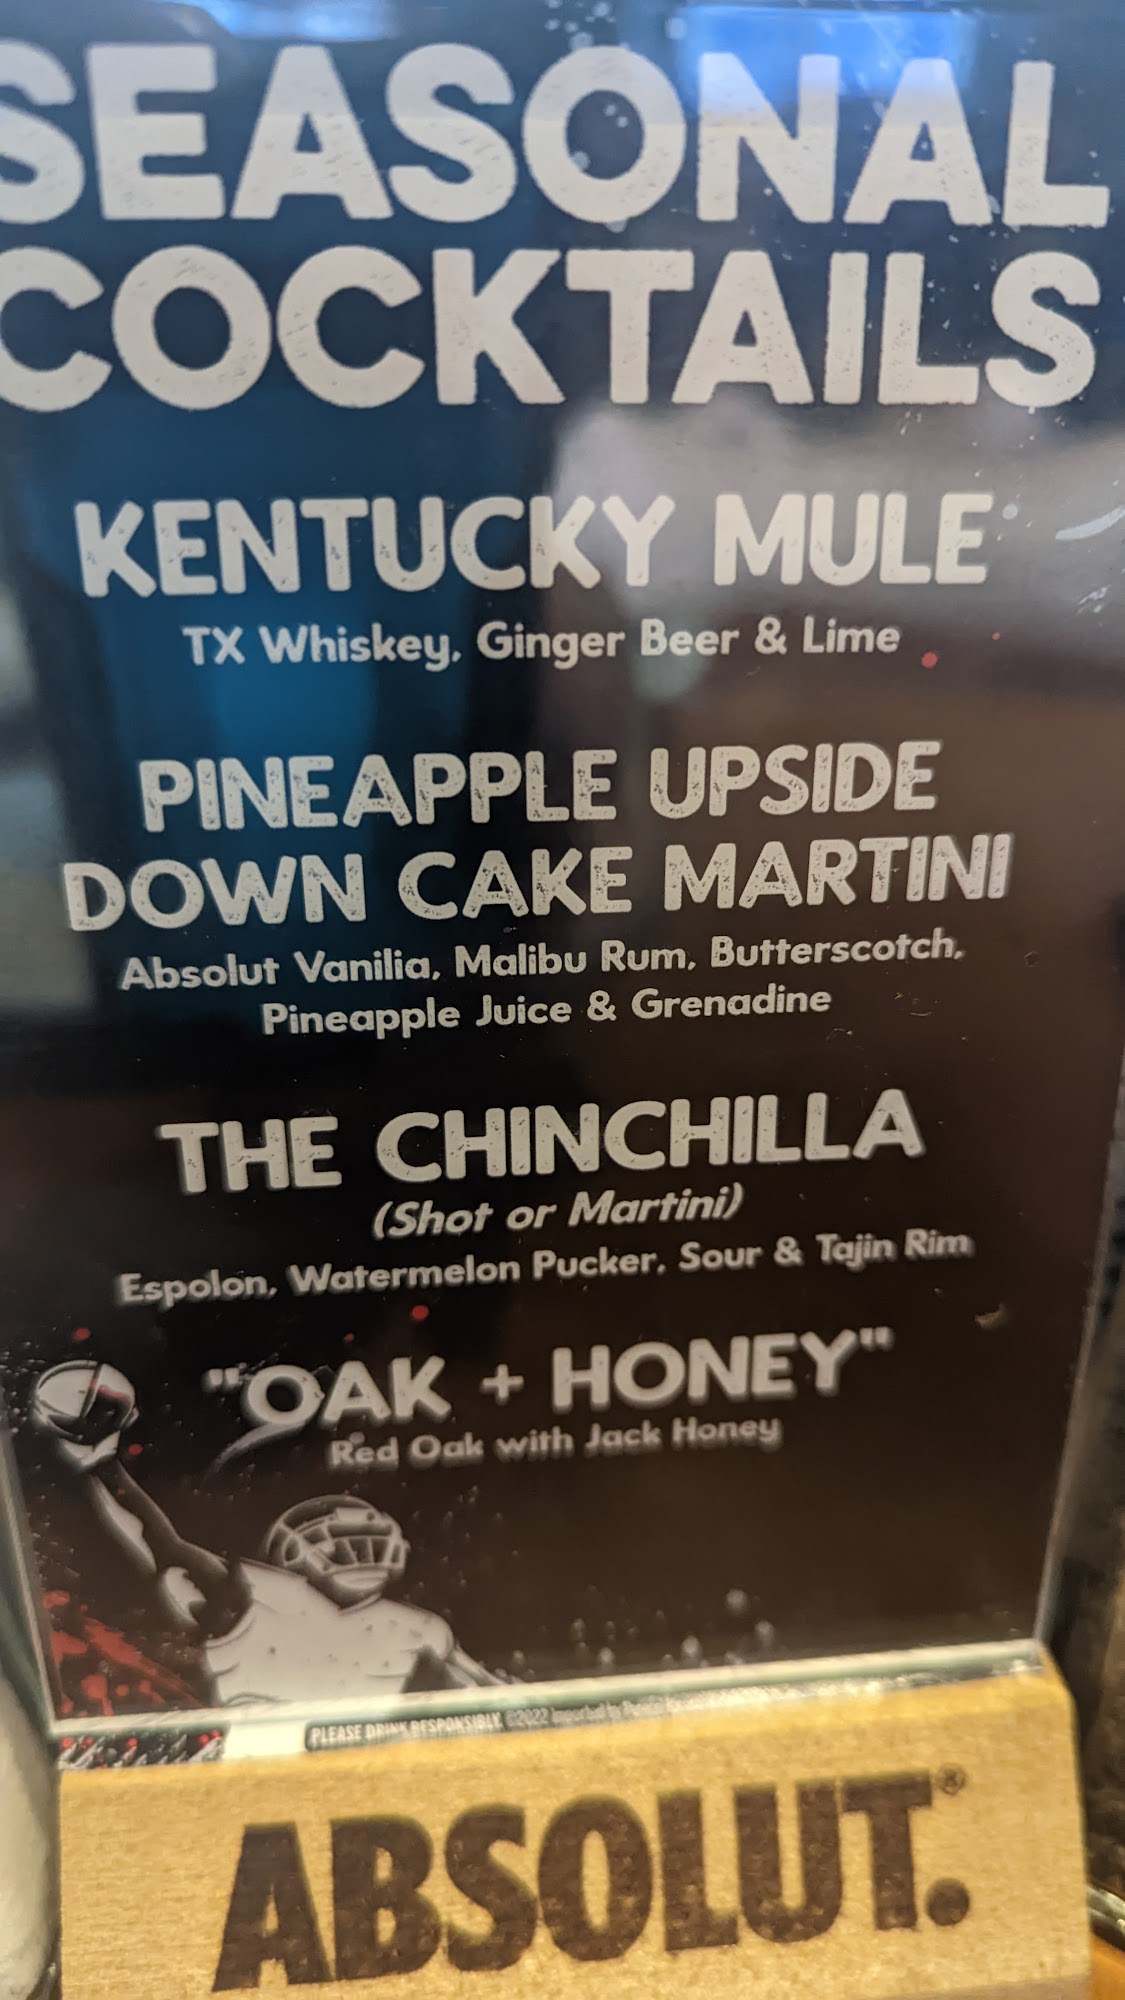 SEASONAL
COCKTAILS
KENTUCKY MULE
TX Whiskey, Ginger Beer & Lime
PINEAPPLE UPSIDE
DOWN CAKE MARTINI
Absolut Vanilia, Malibu Rum, Butterscotch,
Pineapple Juice & Grenadine
THE CHINCHILLA
(Shot or Martini)
Espolon, Watermelon Pucker, Sour & Tajin Rim
"OAK + HONEY"
Red Oak with Jack Honey
PLEASE DRINK RESPONSIBLY. ©2022 Imported by
ABSOLUT.®